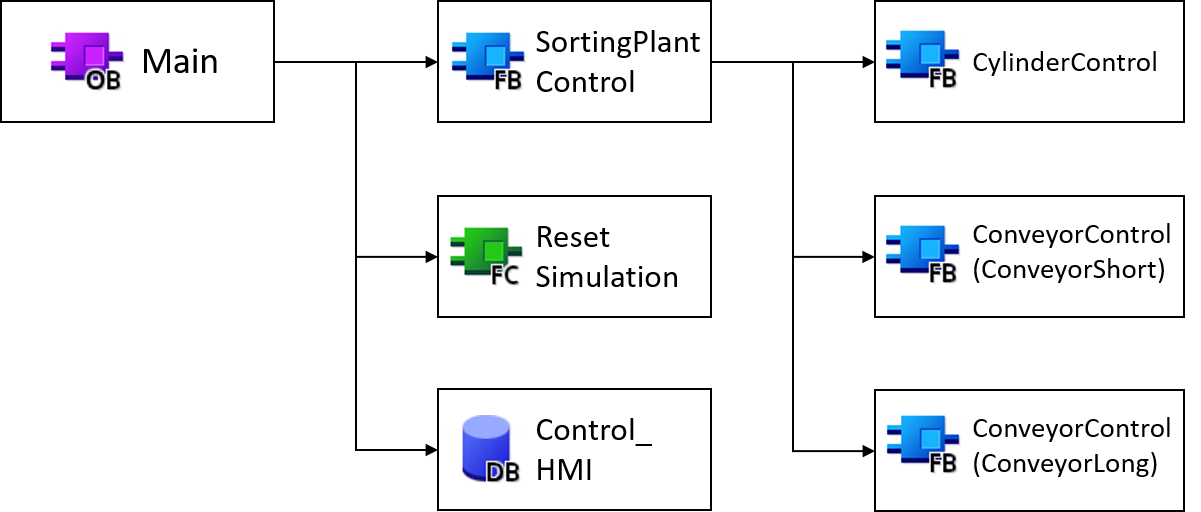 OB
Main
FB
SortingPlant
Control
FB
CylinderControl
FC
Reset
Simulation
FB
ConveyorControl
(ConveyorShort)
DB
Control_
HMI
FB
ConveyorControl
(ConveyorLong)